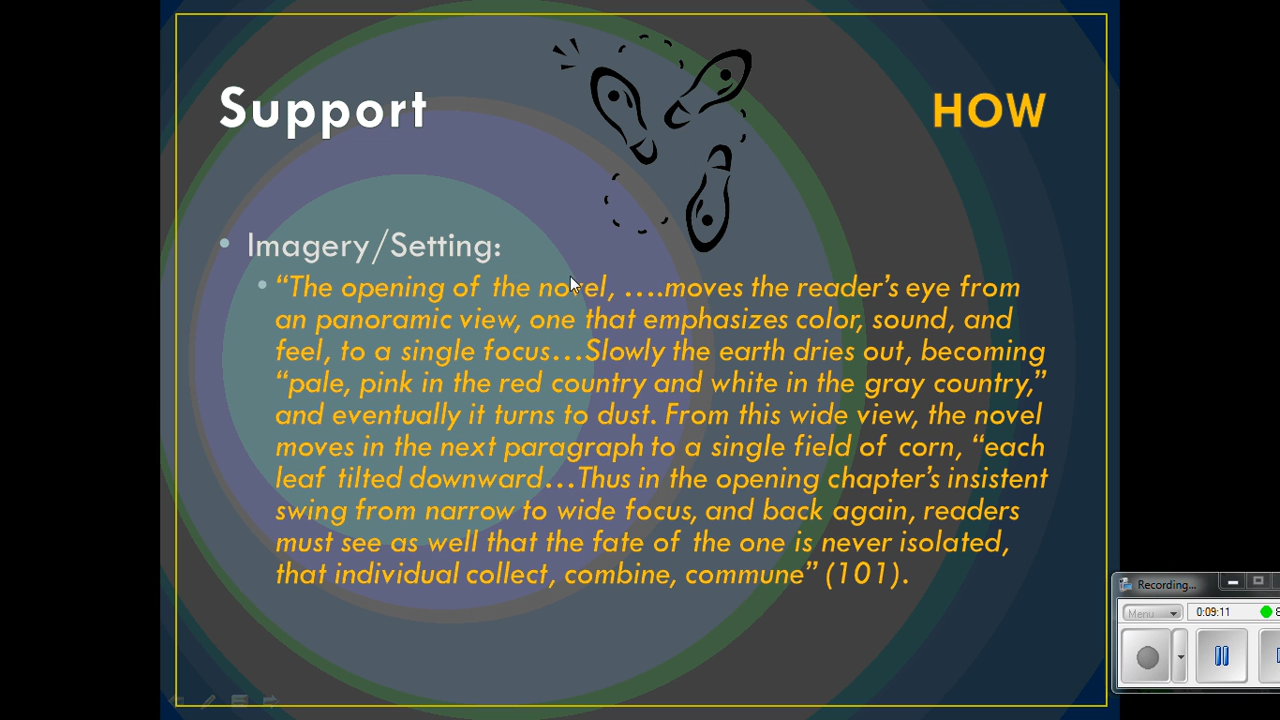 Support
HOW
• Imagery/Setting:
• “The opening of the novel, ….moves the reader’s eye from
an panoramic view, one that emphasizes color, sound, and
feel, to a single focus…Slowly the earth dries out, becoming
“pale, pink in the red country and white in the gray country,”
and eventually it turns to dust. From this wide view, the novel
moves in the next paragraph to a single field of corn, “each
leaf tilted downward…Thus in the opening chapter’s insistent
swing from narrow to wide focus, and back again, readers
must see as well that the fate of the one is never isolated,
that individual collect, combine, commune” (101).
Recording...
Menu
0:09:11
8